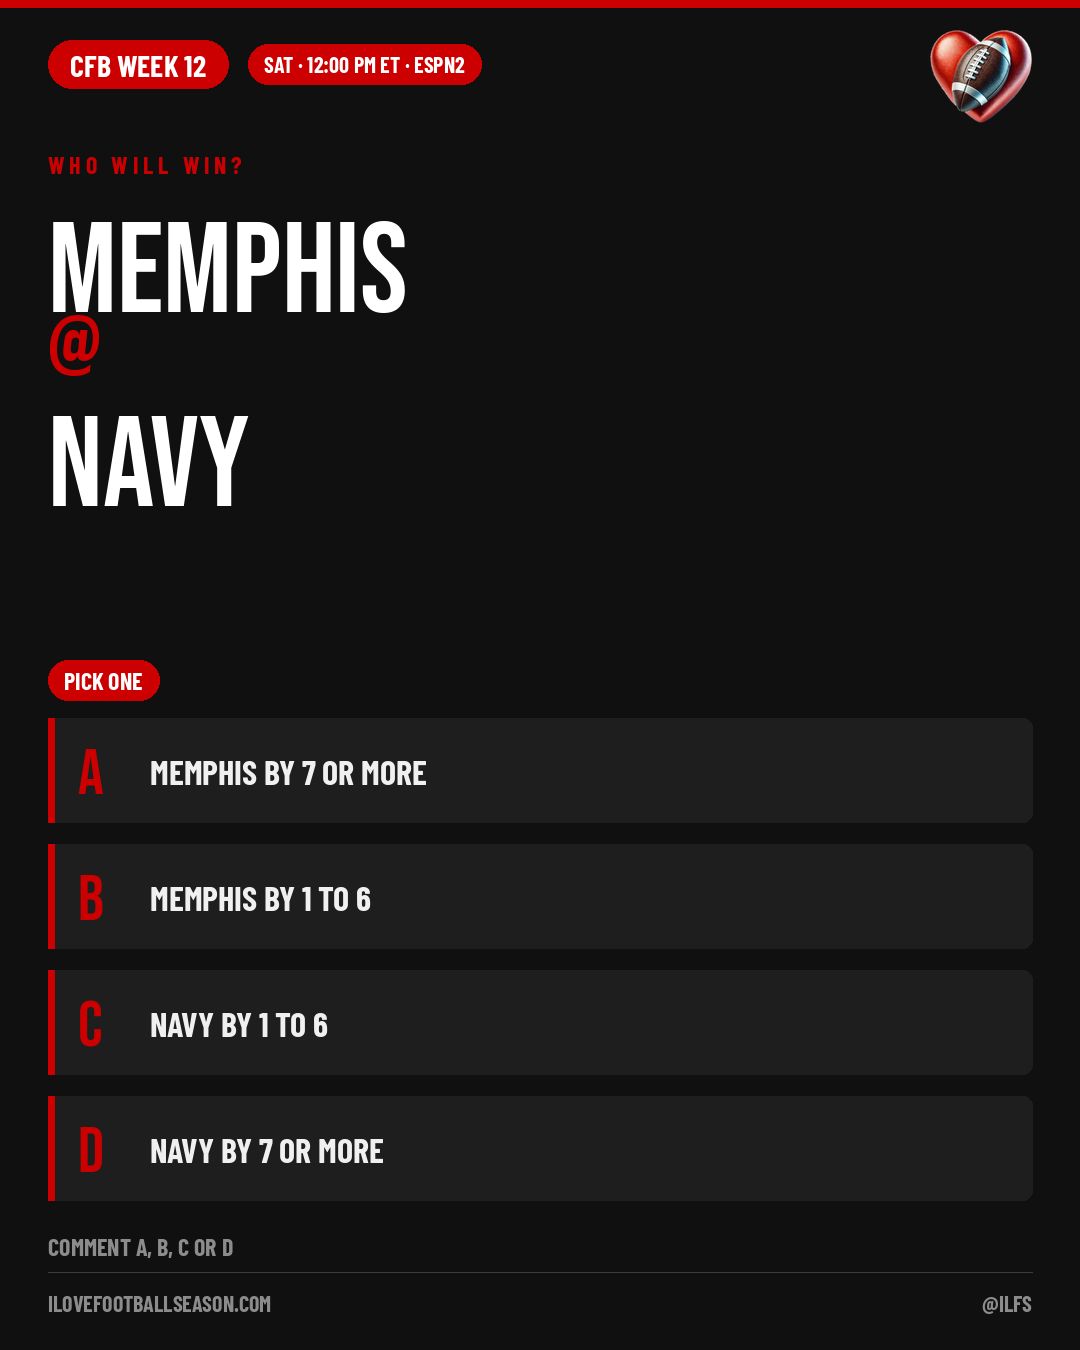 CFB WEEK 12
SAT · 12:00 PM ET · ESPN2
WHO WILL WIN?
MEMPHIS
@
NAVY
PICK ONE
A MEMPHIS BY 7 OR MORE
B MEMPHIS BY 1 TO 6
C NAVY BY 1 TO 6
D NAVY BY 7 OR MORE
COMMENT A, B, C OR D
ILOVEFOOTBALLSEASON.COM
@ILFS